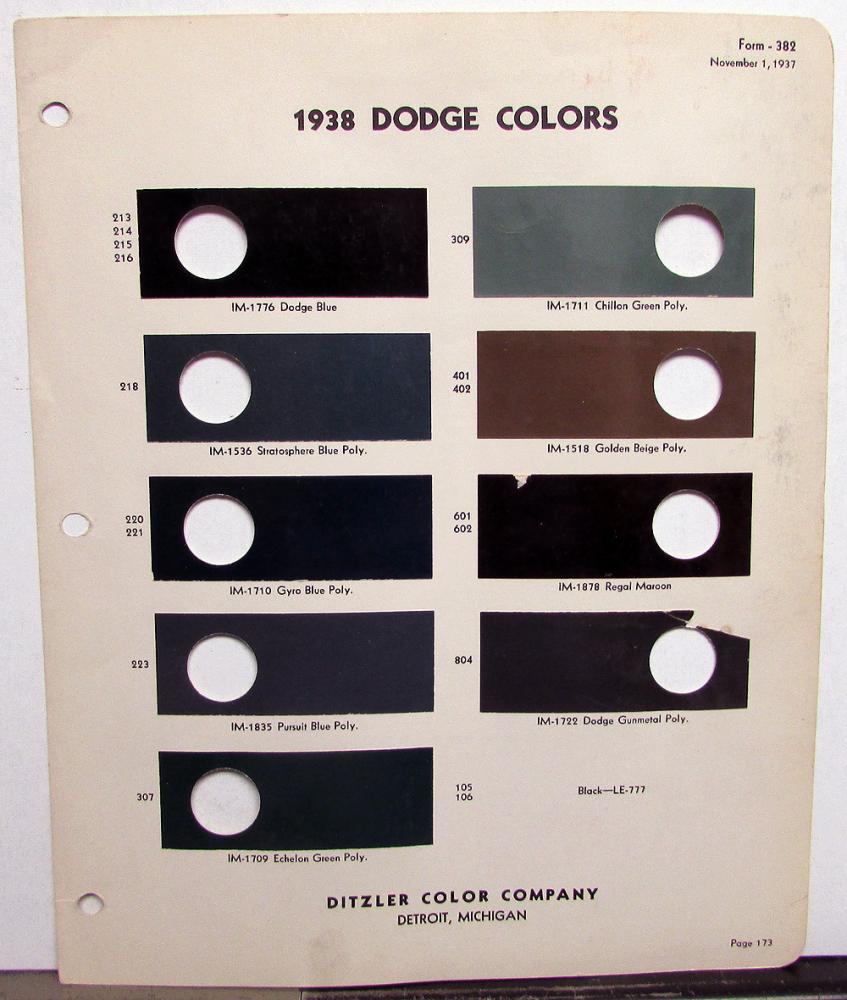 Form - 382
November 1, 1937
1938 DODGE COLORS
213
214
215
216
IM-1776 Dodge Blue
309
IM-1711 Chillon Green Poly.
218
IM-1536 Stratosphere Blue Poly.
401
402
IM-1518 Golden Beige Poly.
220
221
IM-1710 Gyro Blue Poly.
601
602
IM-1878 Regal Maroon
223
IM-1835 Pursuit Blue Poly.
804
IM-1722 Dodge Gunmetal Poly.
307
IM-1709 Echelon Green Poly.
105
106
Black—LE-777
DITZLER COLOR COMPANY
DETROIT, MICHIGAN
Page 173